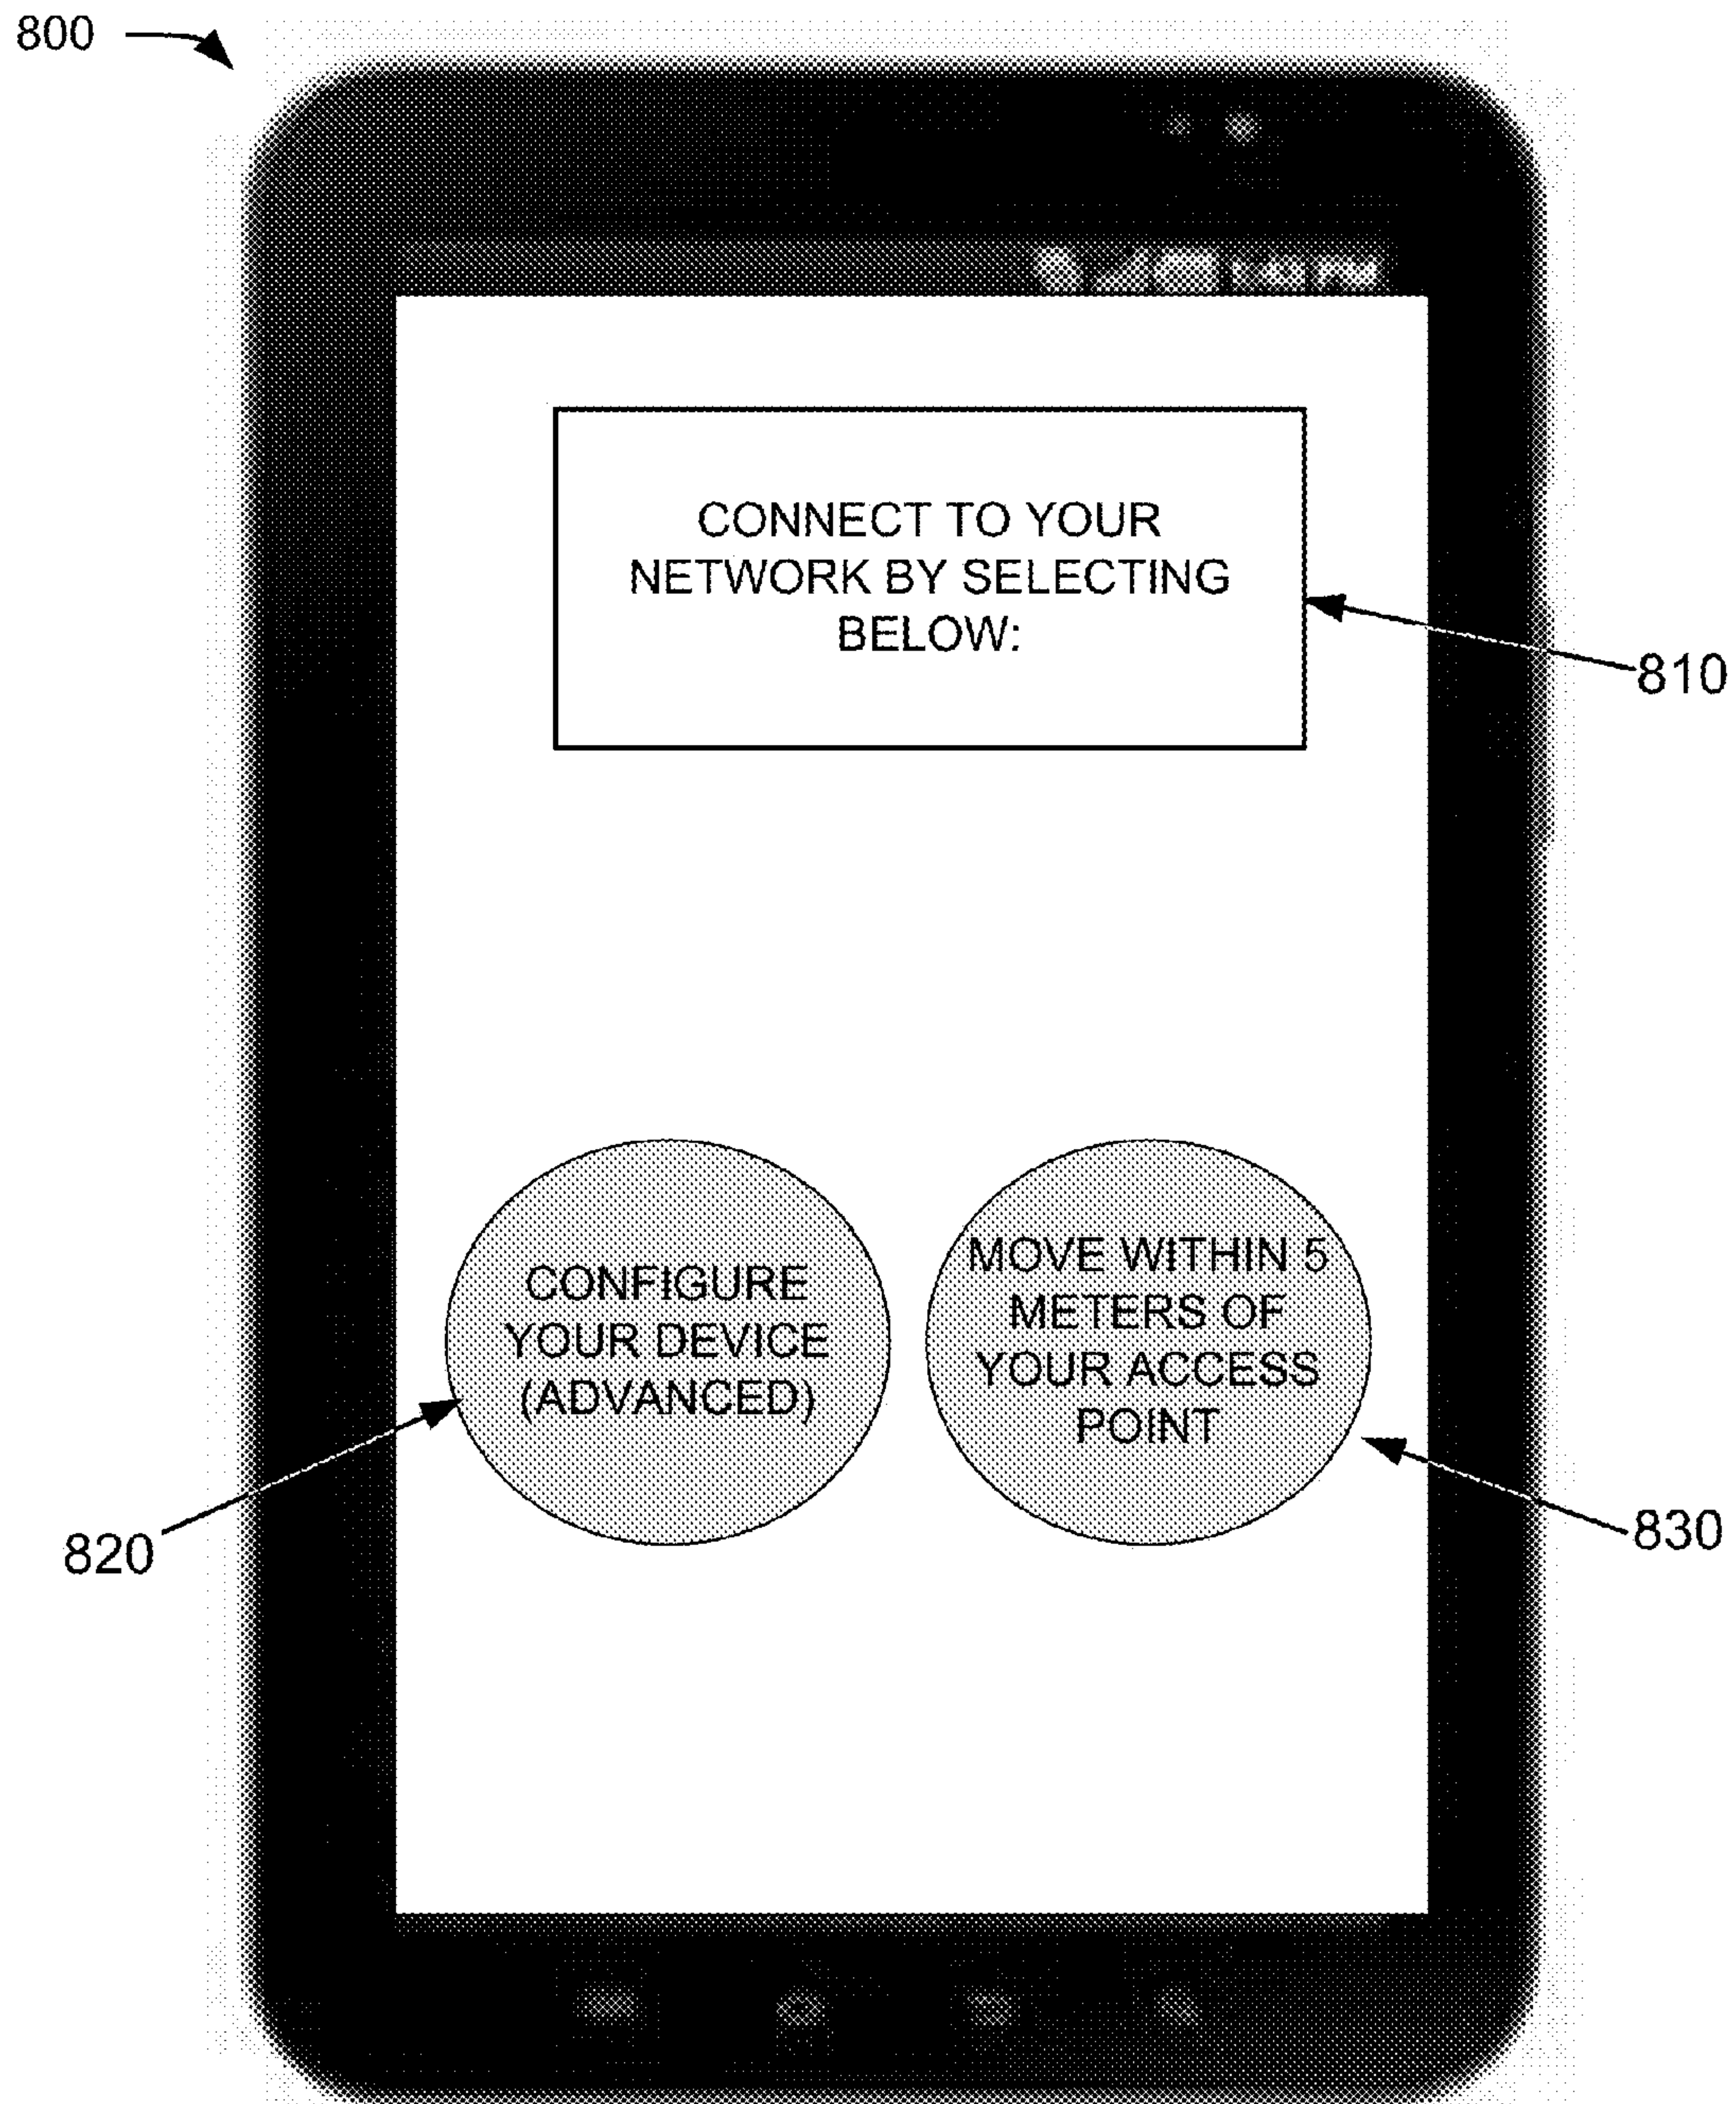 800
CONNECT TO YOUR
NETWORK BY SELECTING
BELOW:
810
CONFIGURE
YOUR DEVICE
(ADVANCED)
MOVE WITHIN 5
METERS OF
YOUR ACCESS
POINT
820
830